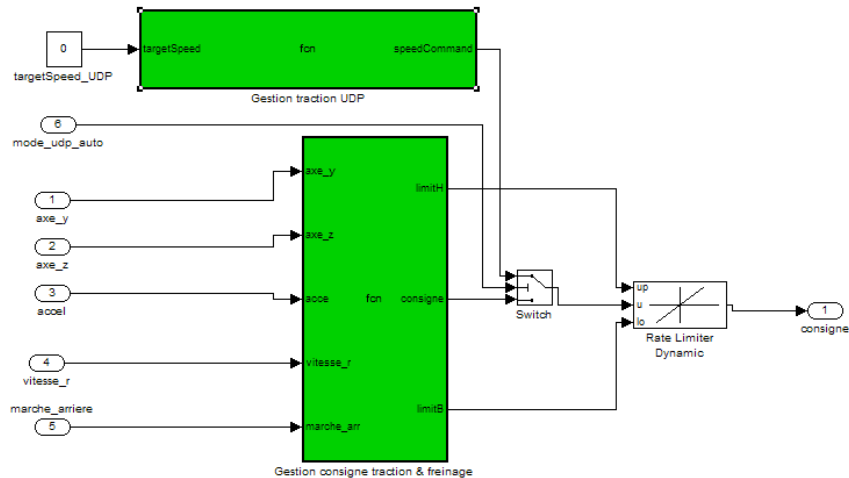 0
targetSpeed_UDP
targetSpeed
fcn
speedCommand
Gestion traction UDP
6
mode_udp_auto
1
axe_y
2
axe_z
3
accel
4
vitesse_r
marche_arriere
5
axe_y
axe_z
acce
vitesse_r
marche_arr
fcn
limitH
consigne
limitB
Gestion consigne traction & freinage
Switch
up
u
lo
Rate Limiter
Dynamic
1
consigne